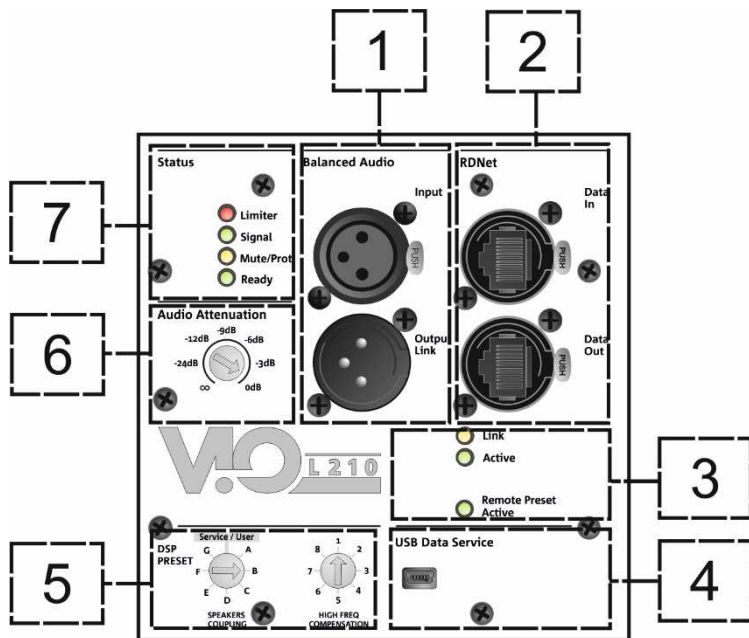 1
2
7
Status
Limiter
Signal
Mute/Prot
Ready
Balanced Audio
Input
PUSH
Outpu
Link
RDNet
Data
In
PUSH
Data
Out
PUSH
6
Audio Attenuation
-9dB
-12dB
-6dB
-24dB
-3dB
∞
0dB
VIO
L210
Link
Active
Remote Preset
Active
3
5
DSP
PRESET
Service / User
G
A
F
B
E
C
D
SPEAKERS
COUPLING
1
8
2
7
3
6
4
5
HIGH FREQ
COMPENSATION
USB Data Service
4